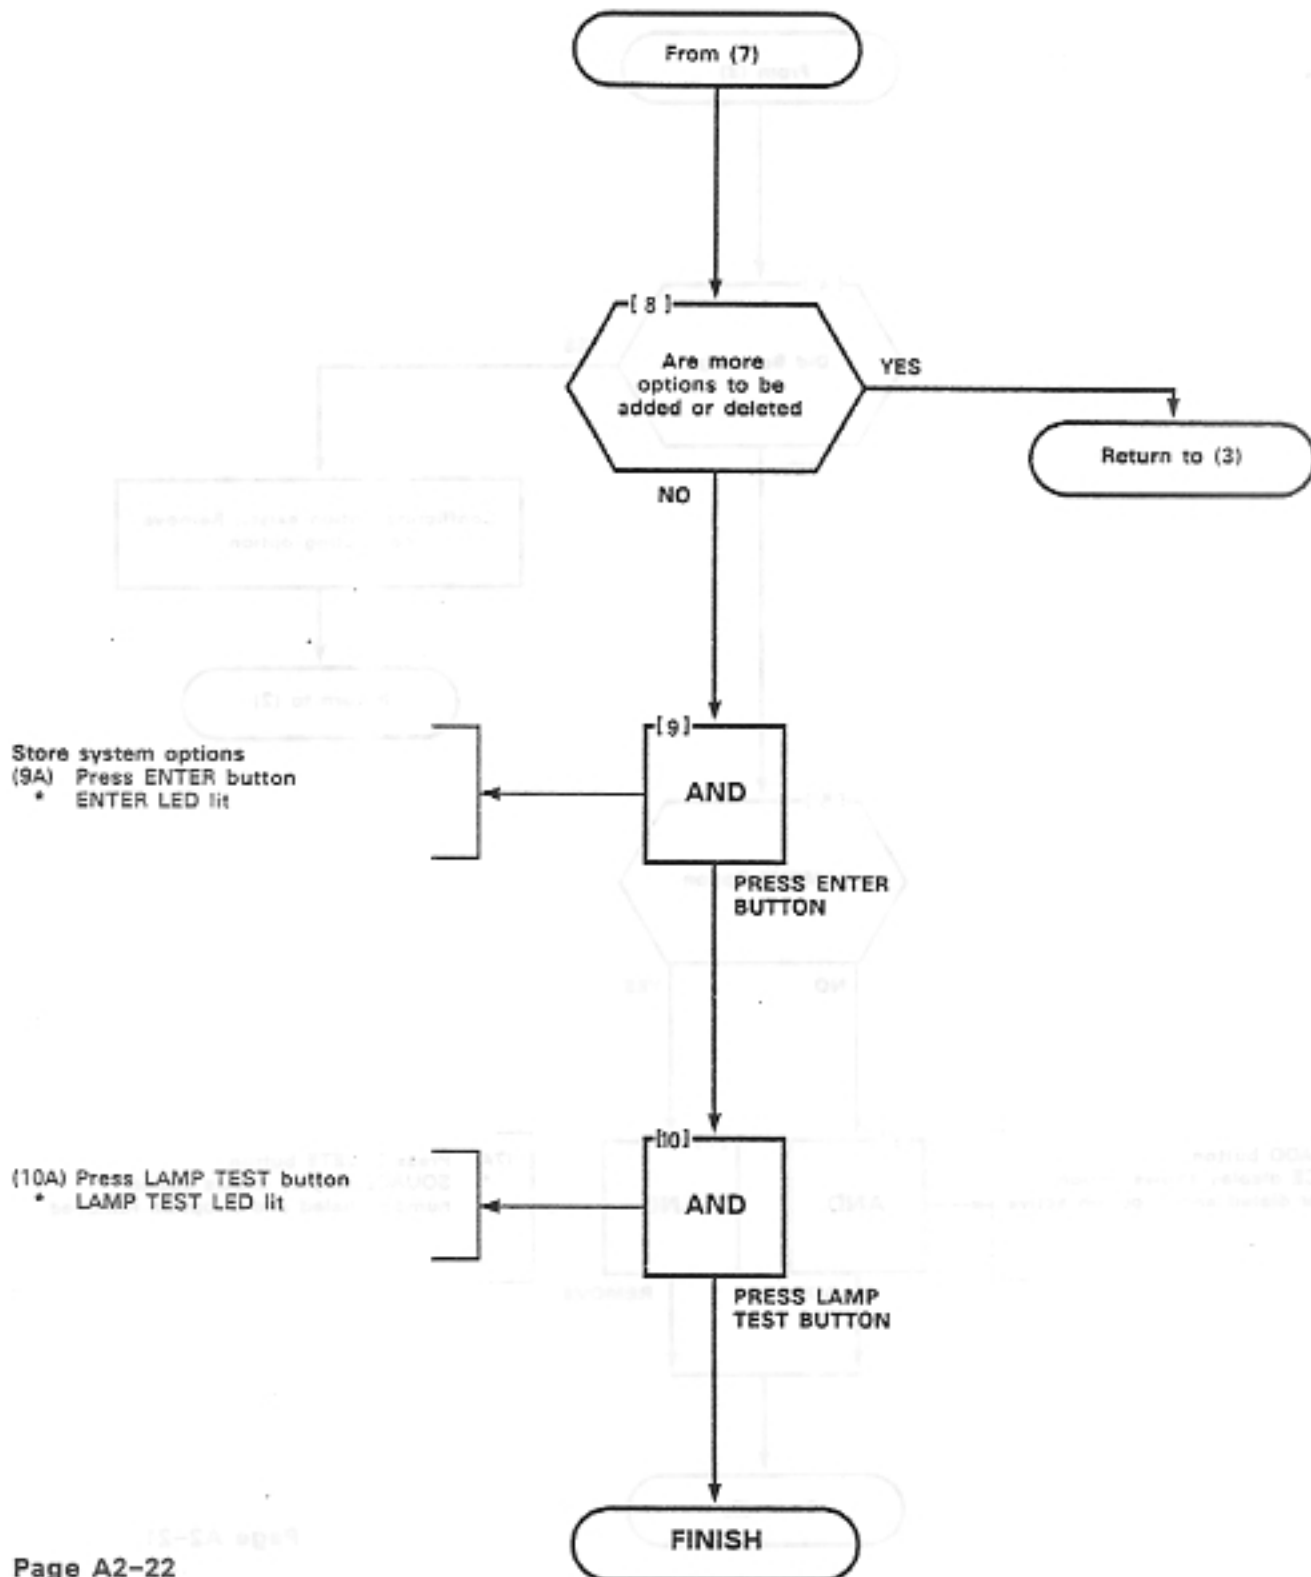 From (7)
[ 8 ]
Are more
options to be
added or deleted
YES
Return to (3)
NO
[ 9 ]
Store system options
(9A) Press ENTER button
* ENTER LED lit
AND
PRESS ENTER
BUTTON
[10]
(10A) Press LAMP TEST button
* LAMP TEST LED lit
AND
PRESS LAMP
TEST BUTTON
FINISH
Page A2-22